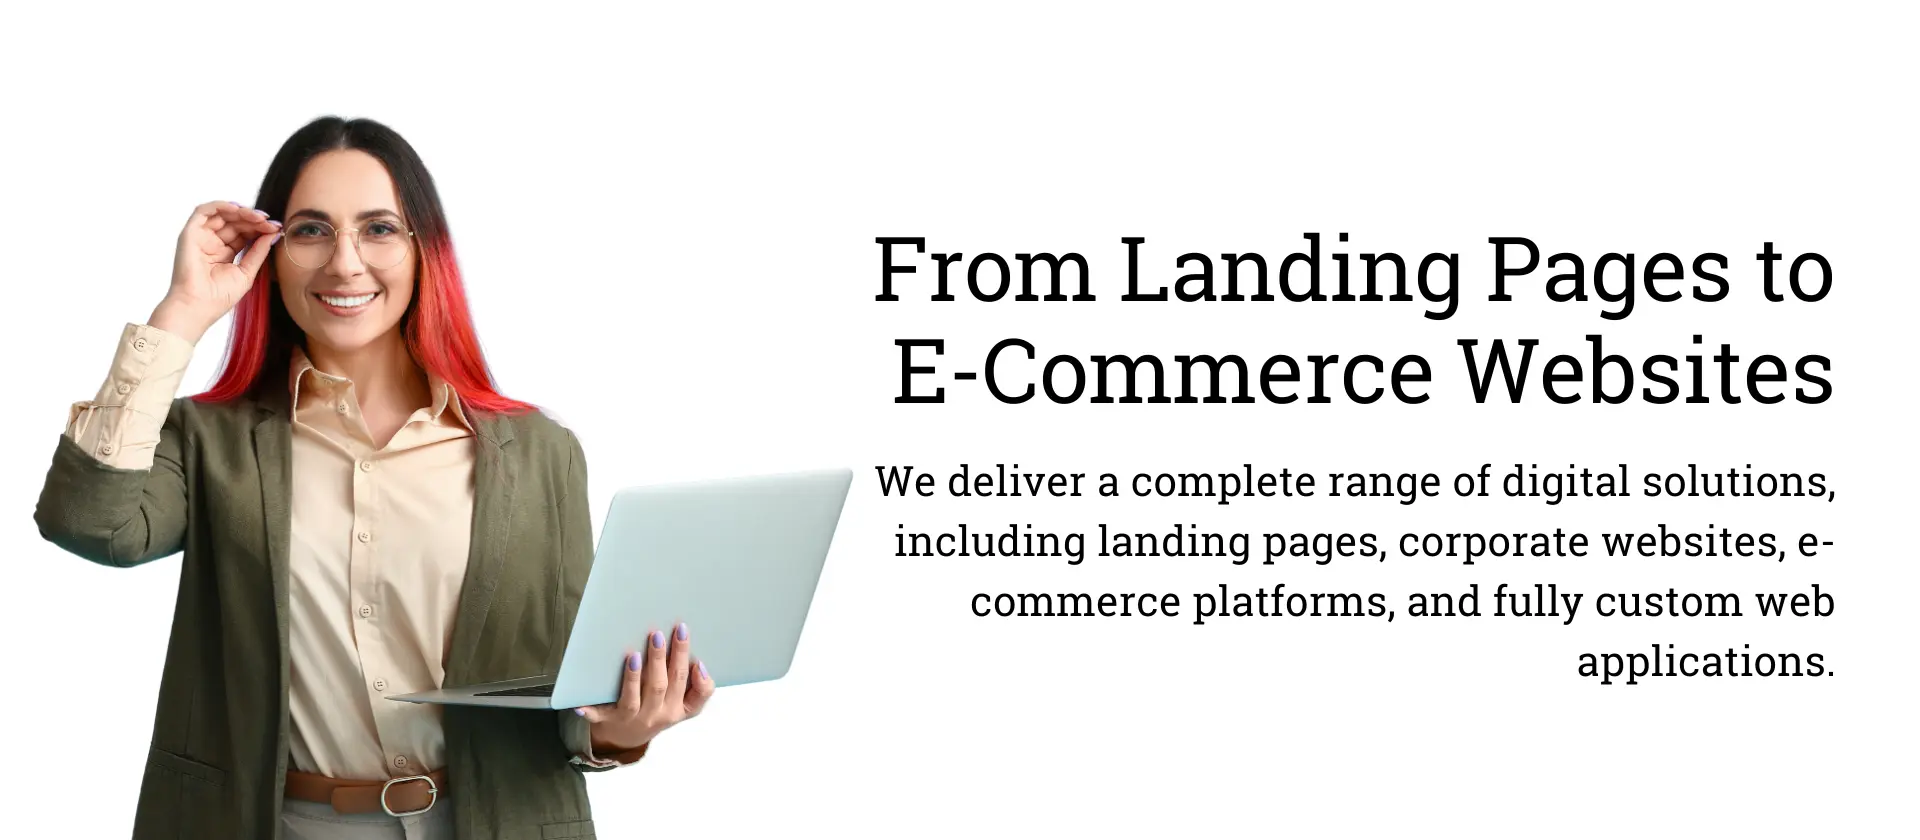 From Landing Pages to
E-Commerce Websites
We deliver a complete range of digital solutions,
including landing pages, corporate websites, e-
commerce platforms, and fully custom web
applications.